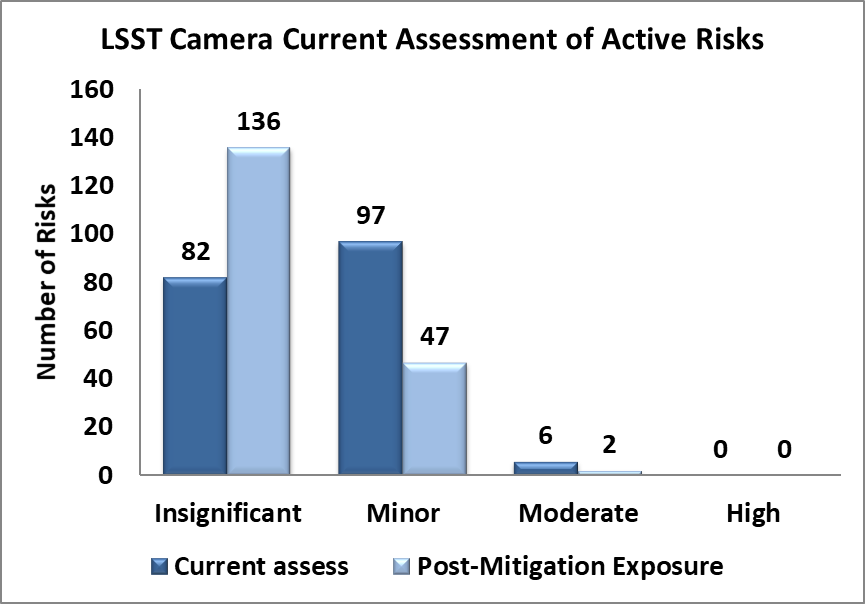 LSST Camera Current Assessment of Active Risks
Number of Risks
160
140
120
100
80
60
40
20
0
82
136
97
47
6
2
0
0
Insignificant
Minor
Moderate
High
Current assess
Post-Mitigation Exposure